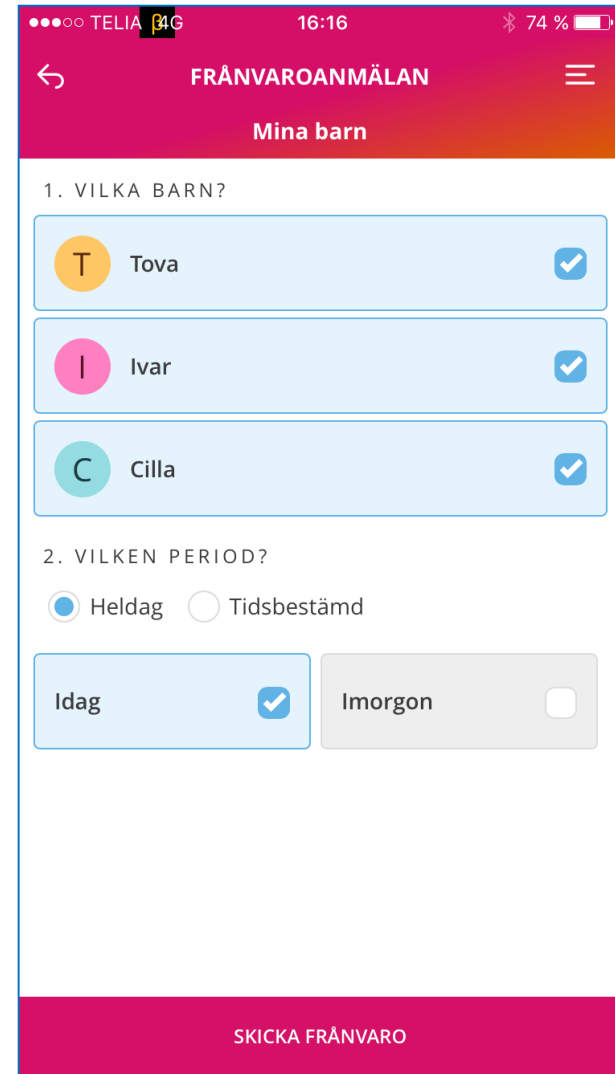 TELIA β4G 16:16 74 %
FRÅNVAROANMÄLAN
Mina barn
1. VILKA BARN?
T Tova
I Ivar
C Cilla
2. VILKEN PERIOD?
Heldag Tidsbestämd
Idag Imorgon
SKICKA FRÅNVARO